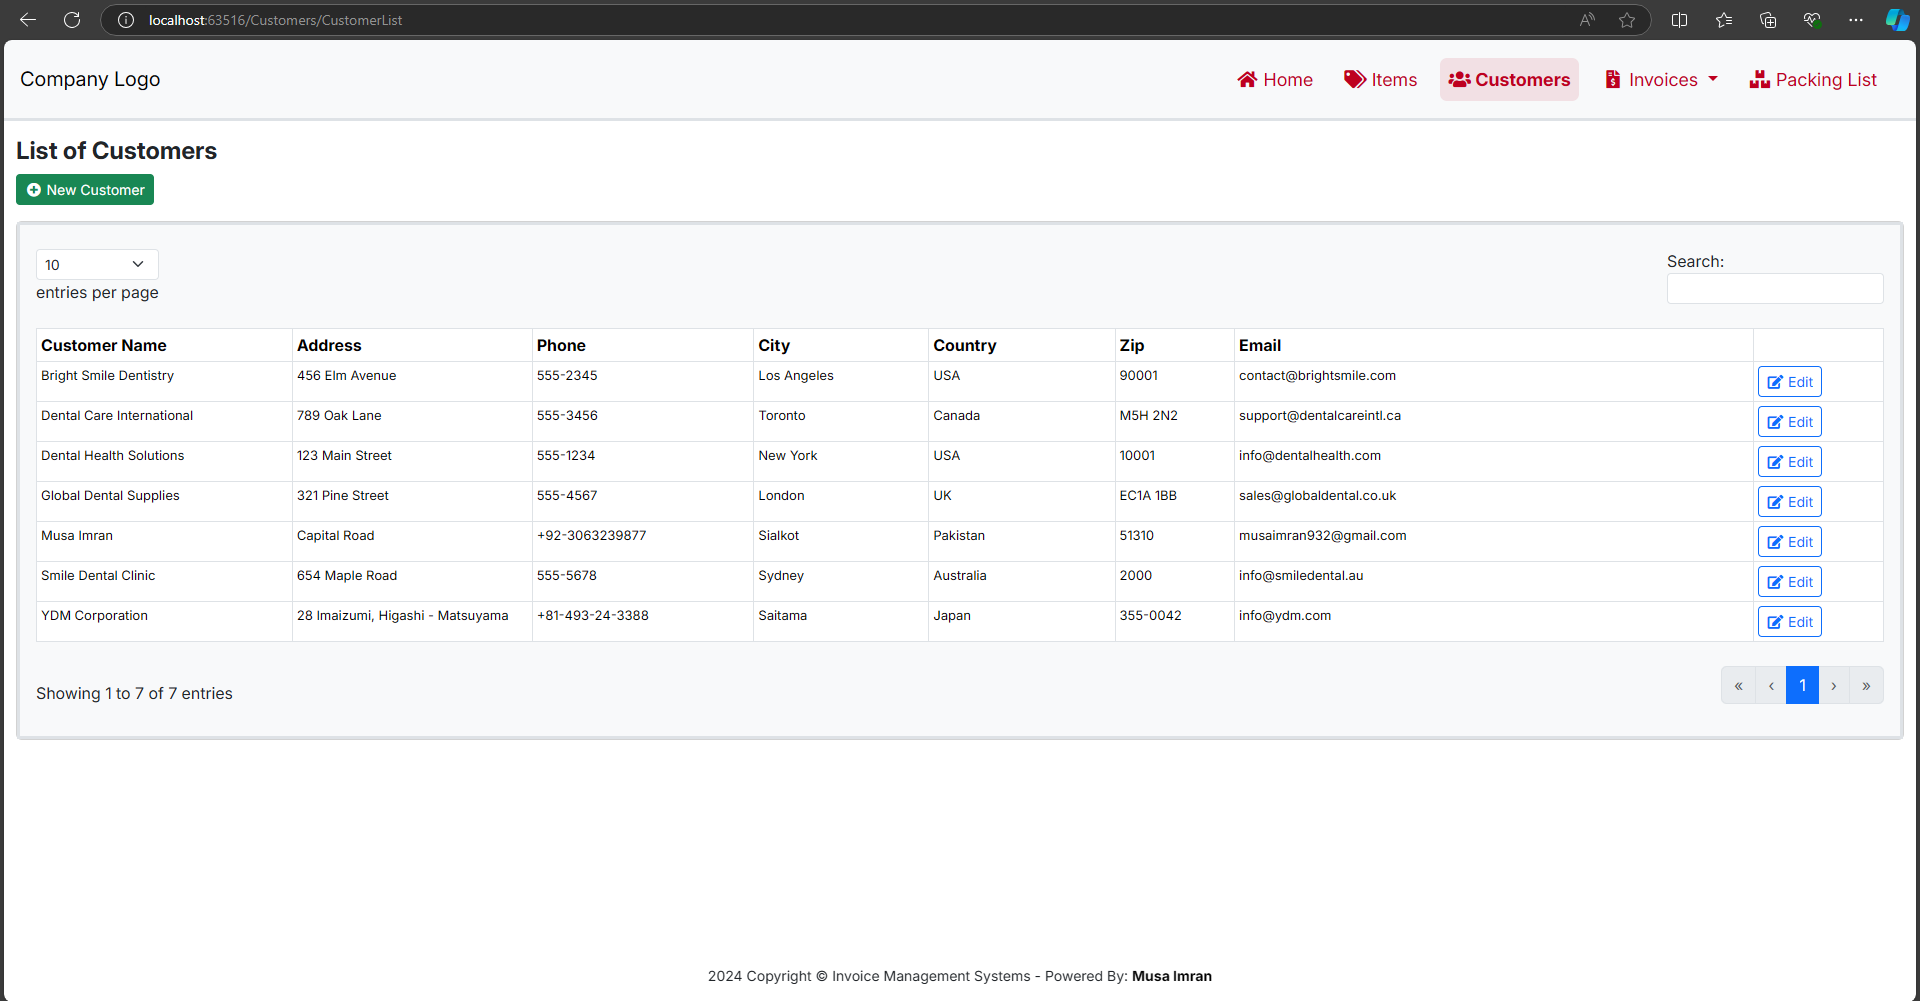 localhost:63516/Customers/CustomerList
Company Logo
Home Items Customers Invoices Packing List
List of Customers
New Customer
10
entries per page
Search:
Customer Name Address Phone City Country Zip Email
Bright Smile Dentistry 456 Elm Avenue 555-2345 Los Angeles USA 90001 contact@brightsmile.com Edit
Dental Care International 789 Oak Lane 555-3456 Toronto Canada M5H 2N2 support@dentalcareintl.ca Edit
Dental Health Solutions 123 Main Street 555-1234 New York USA 10001 info@dentalhealth.com Edit
Global Dental Supplies 321 Pine Street 555-4567 London UK EC1A 1BB sales@globaldental.co.uk Edit
Musa Imran Capital Road +92-3063239877 Sialkot Pakistan 51310 musaimran932@gmail.com Edit
Smile Dental Clinic 654 Maple Road 555-5678 Sydney Australia 2000 info@smiledental.au Edit
YDM Corporation 28 Imaizumi, Higashi - Matsuyama +81-493-24-3388 Saitama Japan 355-0042 info@ydm.com Edit
Showing 1 to 7 of 7 entries
« ‹ 1 › »
2024 Copyright © Invoice Management Systems - Powered By: Musa Imran